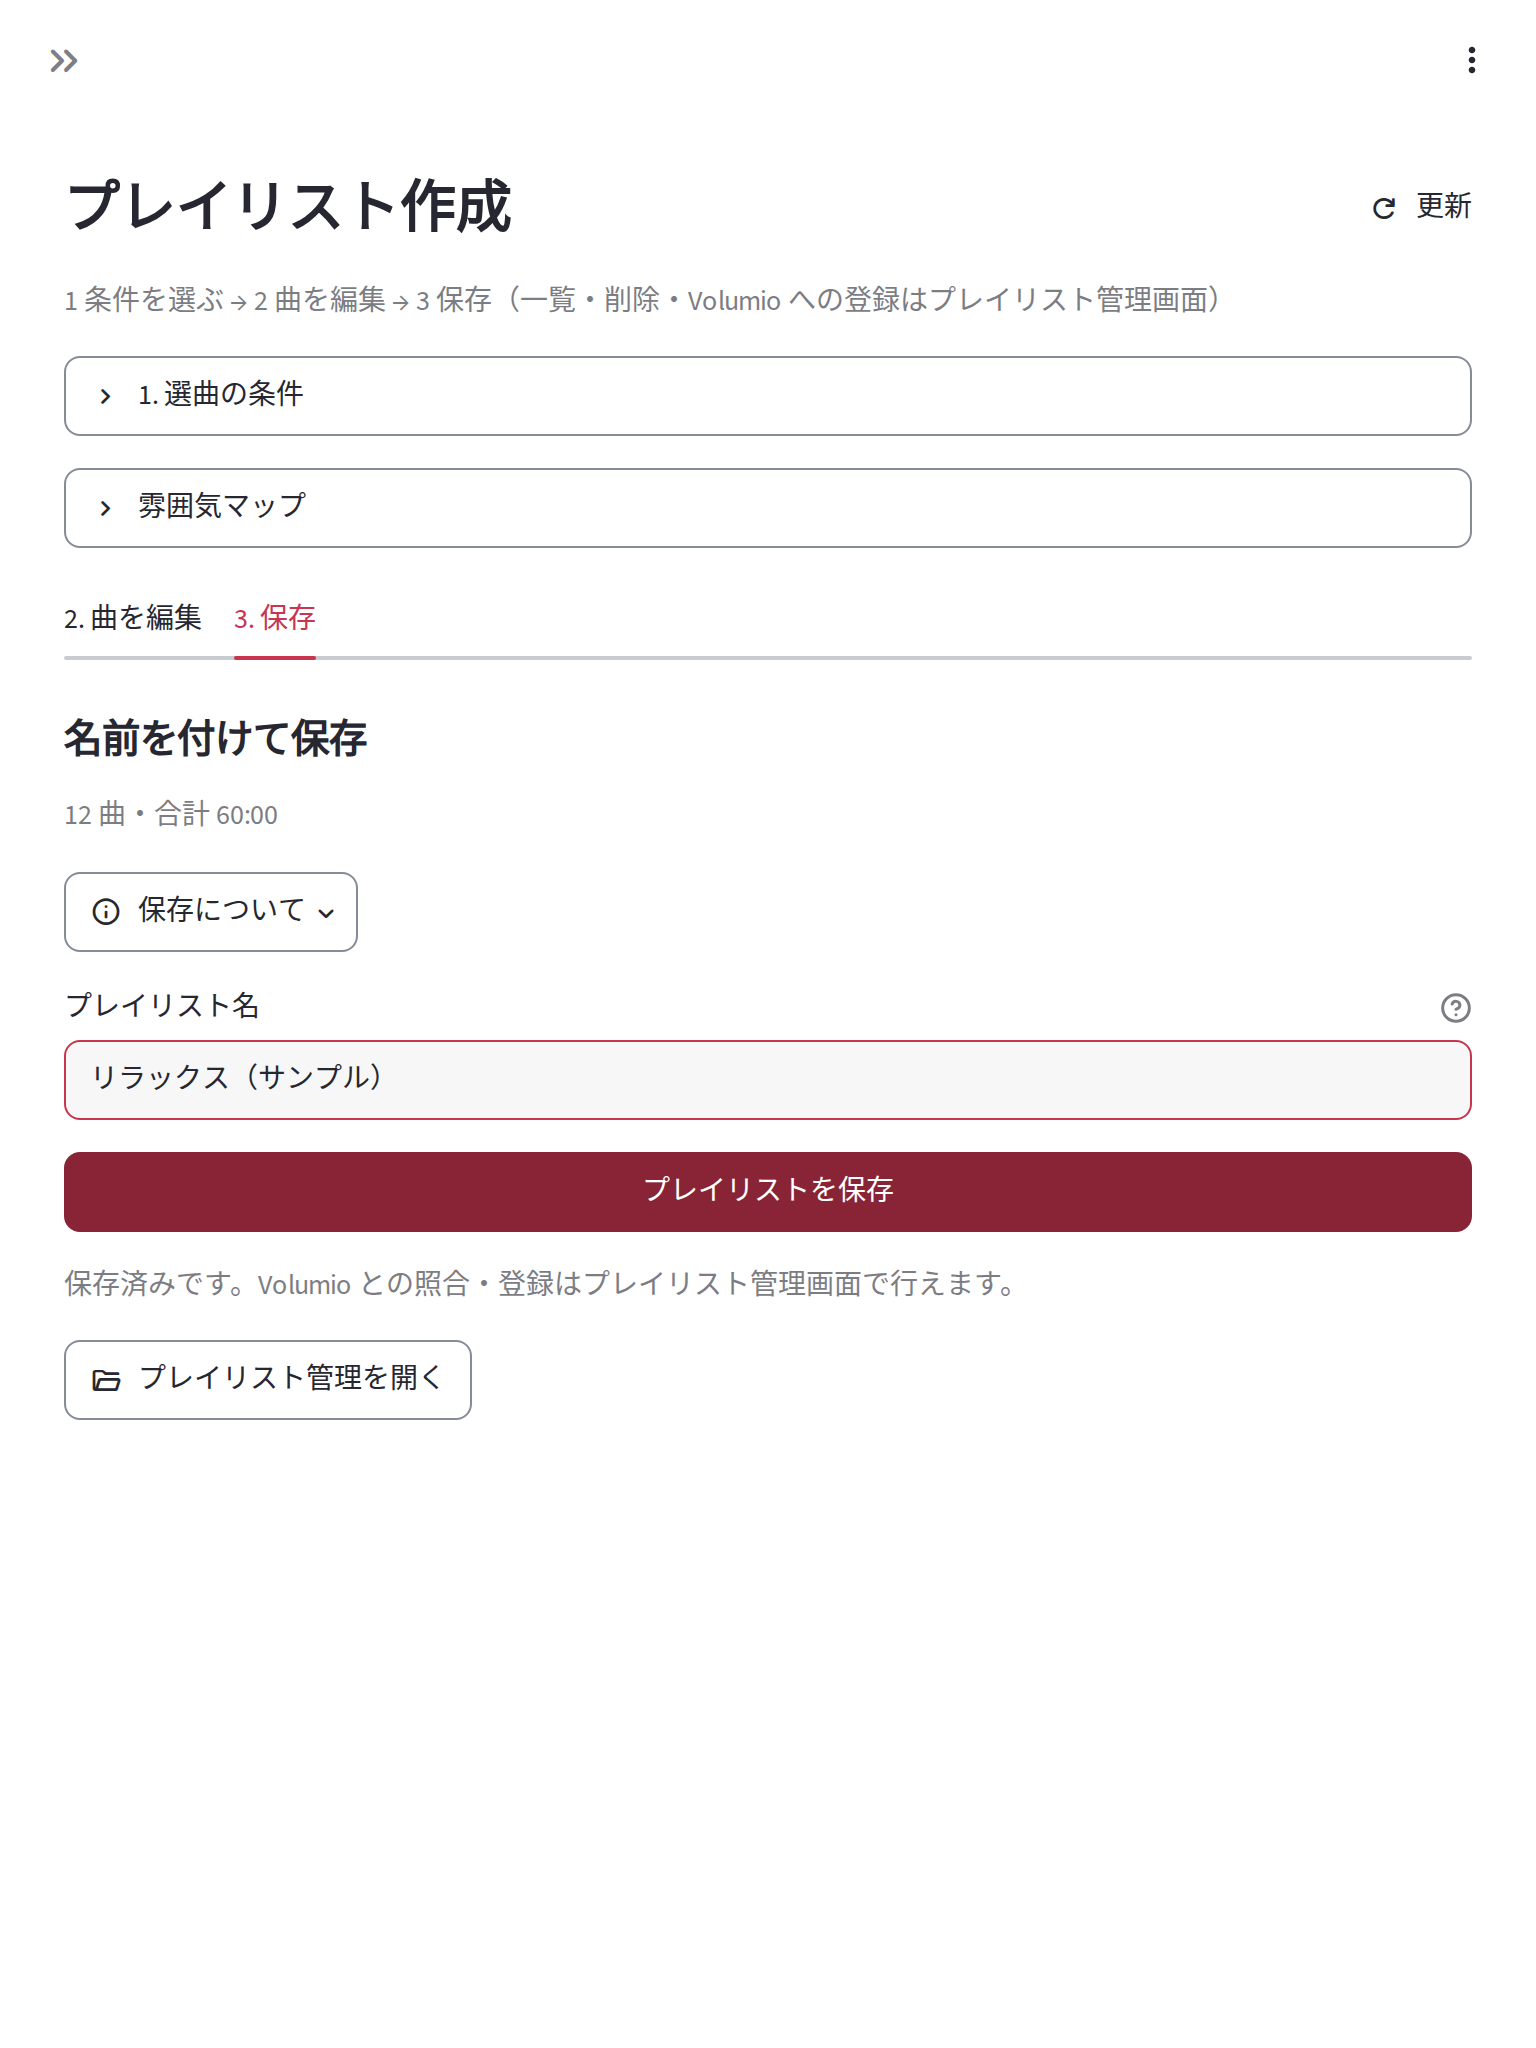 プレイリスト作成
更新
1 条件を選ぶ → 2 曲を編集 → 3 保存（一覧・削除・Volumio への登録はプレイリスト管理画面）
1. 選曲の条件
雰囲気マップ
2. 曲を編集 3. 保存
名前を付けて保存
12 曲・合計 60:00
保存について
プレイリスト名
リラックス（サンプル）
プレイリストを保存
保存済みです。Volumio との照合・登録はプレイリスト管理画面で行えます。
プレイリスト管理を開く